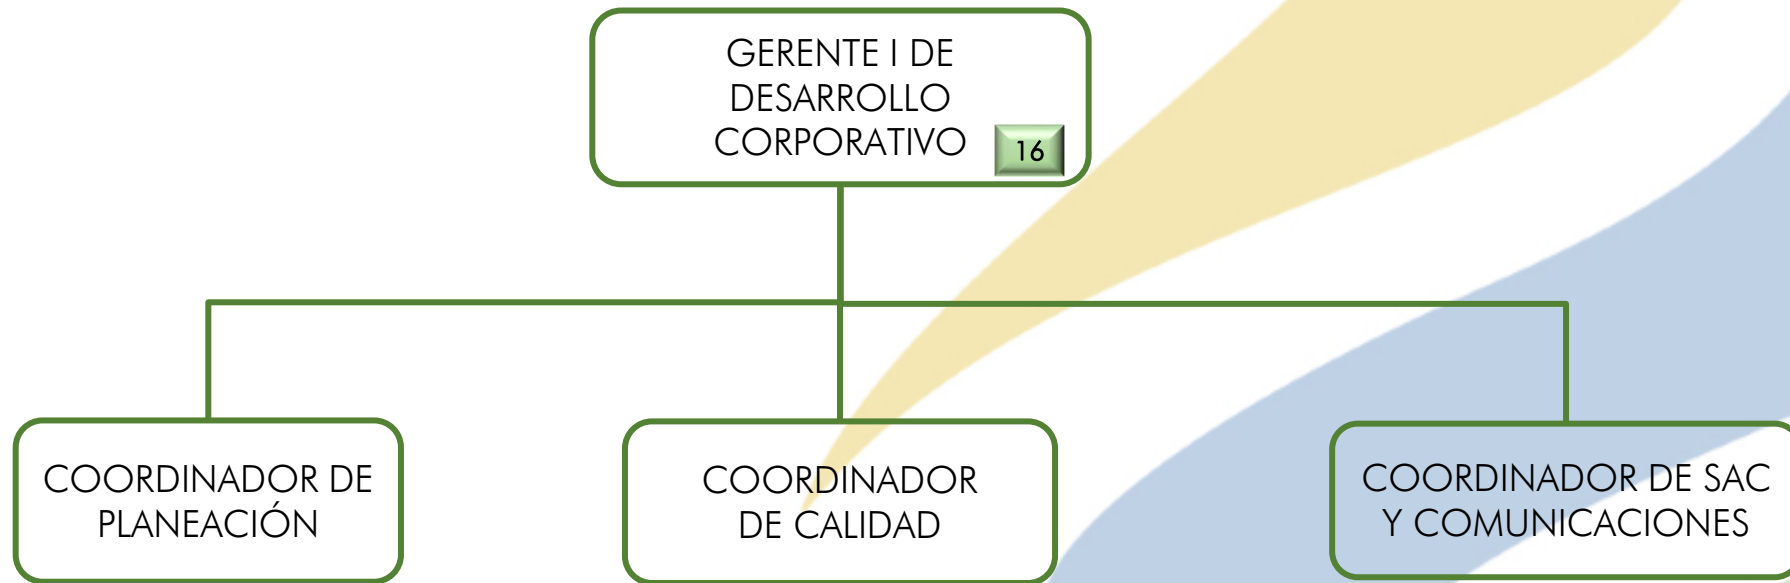 GERENTE I DE
DESARROLLO
CORPORATIVO
16
COORDINADOR DE
PLANEACIÓN
COORDINADOR
DE CALIDAD
COORDINADOR DE SAC
Y COMUNICACIONES